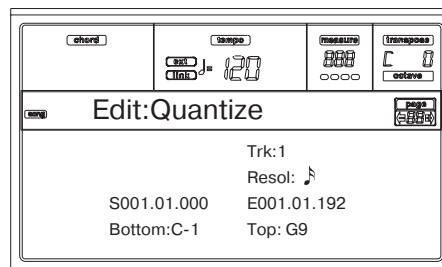 chord tempo measure transpose
ext link ♩= 120 888 C 0
octave
song Edit:Quantize page
88
Trk:1
Resol: 𝅘𝅥𝅯
S001.01.000 E001.01.192
Bottom:C-1 Top: G9